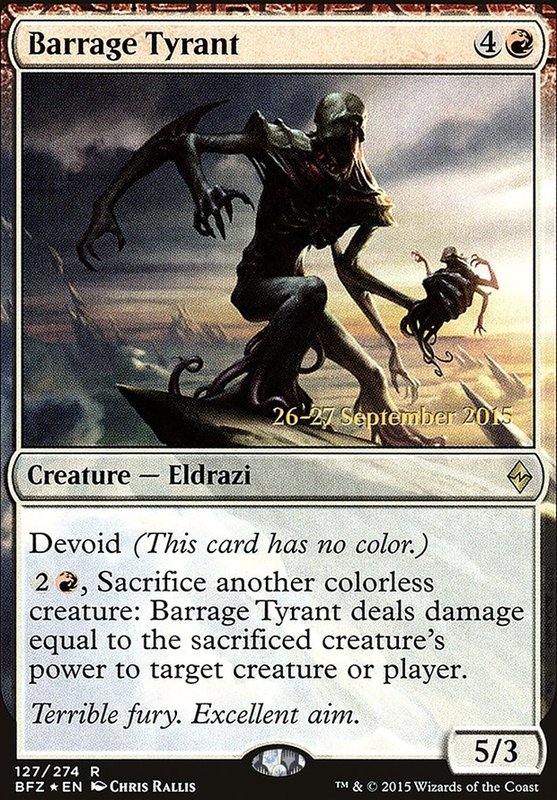 Barrage Tyrant 4
26-27 September 2015
Creature — Eldrazi
Devoid (This card has no color.)
2 , Sacrifice another colorless
creature: Barrage Tyrant deals damage
equal to the sacrificed creature's
power to target creature or player.
Terrible fury. Excellent aim.
5/3
127/274 R
BFZ ★ EN Chris Rallis
™ & © 2015 Wizards of the Coast